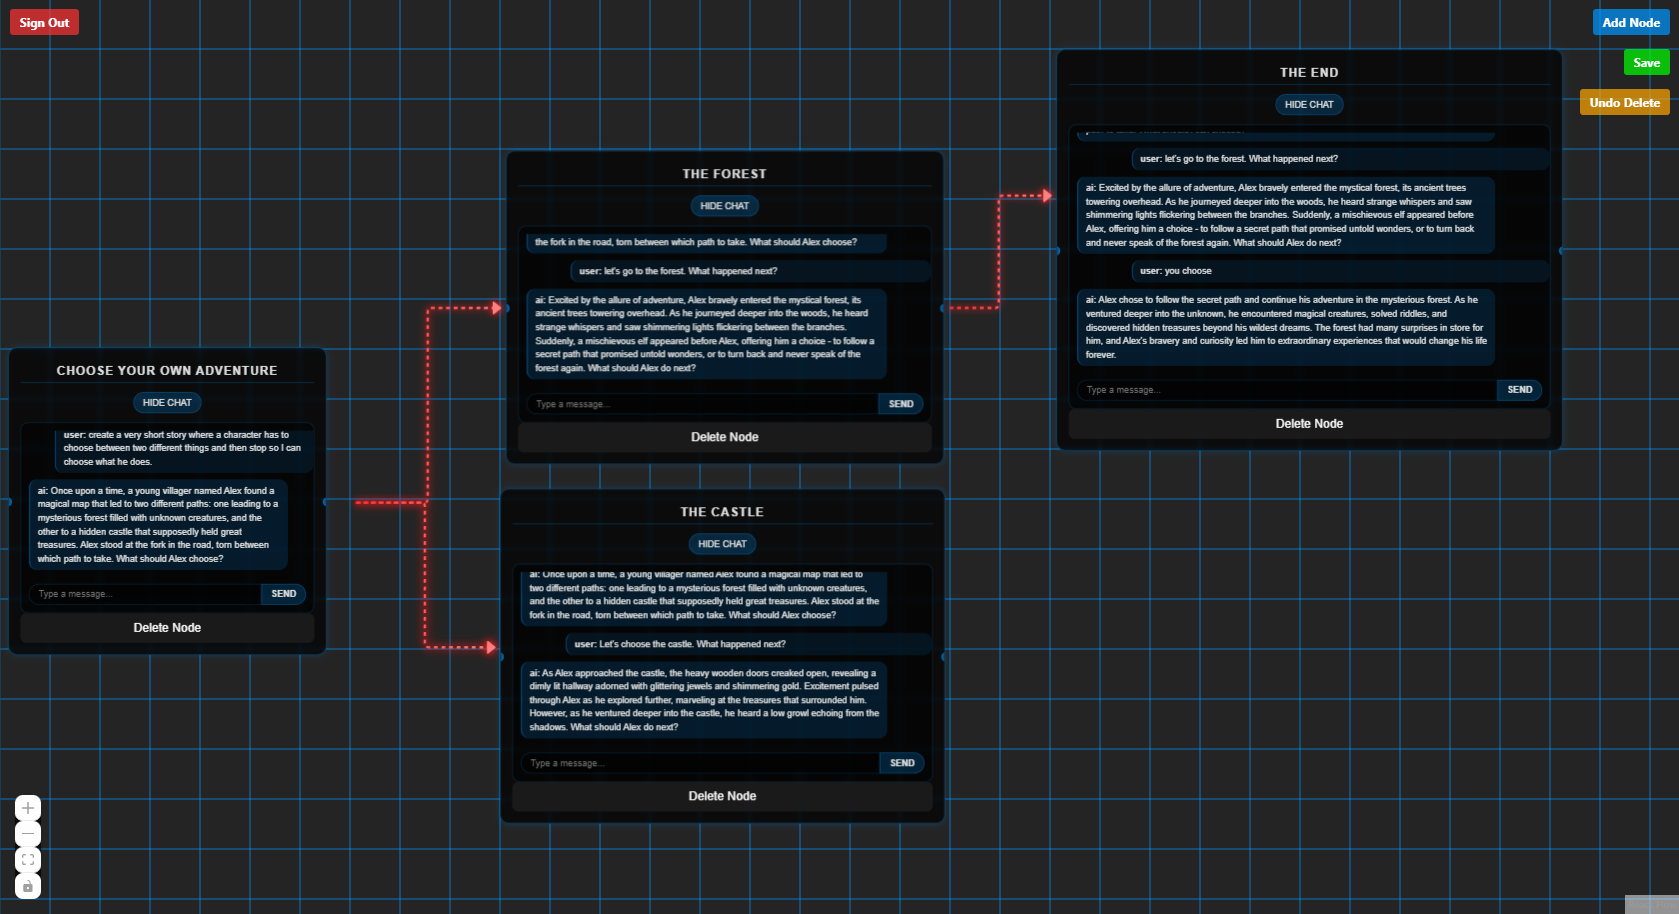 Sign Out
Add Node
Save
Undo Delete
CHOOSE YOUR OWN ADVENTURE
HIDE CHAT
user: create a very short story where a character has to
choose between two different things and then stop so I can
choose what he does.
ai: Once upon a time, a young villager named Alex found a
magical map that led to two different paths: one leading to a
mysterious forest filled with unknown creatures, and the
other to a hidden castle that supposedly held great
treasures. Alex stood at the fork in the road, torn between
which path to take. What should Alex choose?
Type a message...
SEND
Delete Node
THE FOREST
HIDE CHAT
the fork in the road, torn between which path to take. What should Alex choose?
user: let's go to the forest. What happened next?
ai: Excited by the allure of adventure, Alex bravely entered the mystical forest, its
ancient trees towering overhead. As he journeyed deeper into the woods, he heard
strange whispers and saw shimmering lights flickering between the branches.
Suddenly, a mischievous elf appeared before Alex, offering him a choice - to follow a
secret path that promised untold wonders, or to turn back and never speak of the
forest again. What should Alex do next?
Type a message...
SEND
Delete Node
THE CASTLE
HIDE CHAT
ai: Once upon a time, a young villager named Alex found a magical map that led to
two different paths: one leading to a mysterious forest filled with unknown creatures,
and the other to a hidden castle that supposedly held great treasures. Alex stood at the
fork in the road, torn between which path to take. What should Alex choose?
user: Let's choose the castle. What happened next?
ai: As Alex approached the castle, the heavy wooden doors creaked open, revealing a
dimly lit hallway adorned with glittering jewels and shimmering gold. Excitement pulsed
through Alex as he explored further, marveling at the treasures that surrounded him.
However, as he ventured deeper into the castle, he heard a low growl echoing from the
shadows. What should Alex do next?
Type a message...
SEND
Delete Node
THE END
HIDE CHAT
user: let's go to the forest. What happened next?
ai: Excited by the allure of adventure, Alex bravely entered the mystical forest, its ancient trees
towering overhead. As he journeyed deeper into the woods, he heard strange whispers and saw
shimmering lights flickering between the branches. Suddenly, a mischievous elf appeared before
Alex, offering him a choice - to follow a secret path that promised untold wonders, or to turn back
and never speak of the forest again. What should Alex do next?
user: you choose
ai: Alex chose to follow the secret path and continue his adventure in the mysterious forest. As he
ventured deeper into the unknown, he encountered magical creatures, solved riddles, and
discovered hidden treasures beyond his wildest dreams. The forest had many surprises in store for
him, and Alex's bravery and curiosity led him to extraordinary experiences that would change his life
forever.
Type a message...
SEND
Delete Node